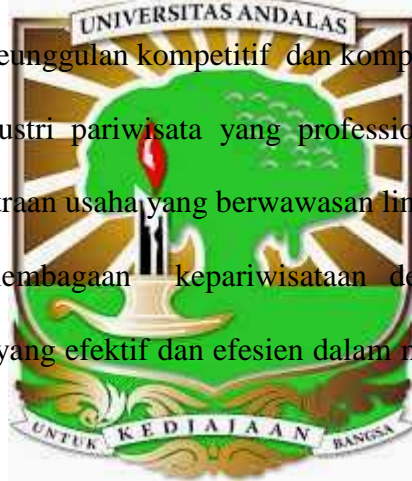 UNIVERSITAS ANDALAS
eunggulan kompetitif dan komp
ustri pariwisata yang professio
raan usaha yang berwawasan lin
embagaan kepariwisataan de
yang efektif dan efesien dalam
UNTUK KEDJAJAAN BANGSA